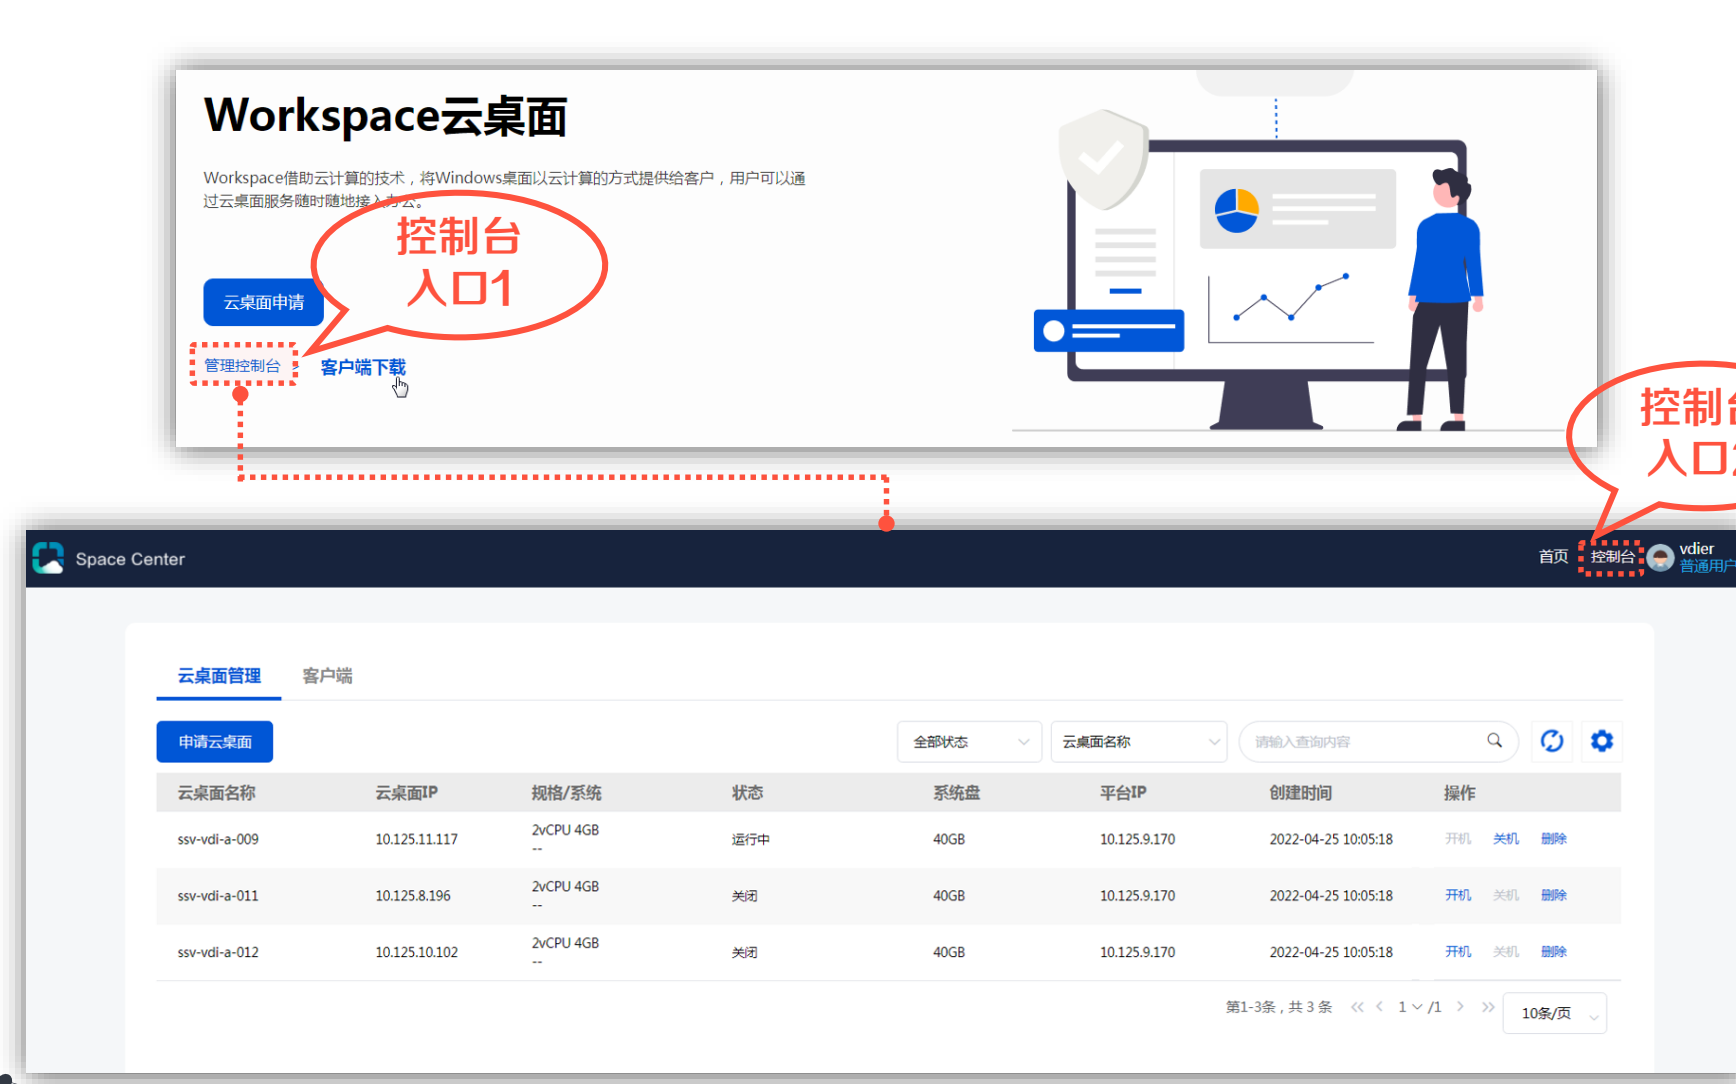 Workspace云桌面
Workspace借助云计算的技术，将Windows桌面以云计算的方式提供给客户，用户可以通
过云桌面服务随时随地接入办公。
控制台
入口1
云桌面申请
管理控制台
客户端下载
控制台
入口2
Space Center
首页
控制台
vdier
普通用户
云桌面管理
客户端
申请云桌面
全部状态
云桌面名称
请输入查询内容
云桌面名称 云桌面IP 规格/系统 状态 系统盘 平台IP 创建时间 操作
ssv-vdi-a-009 10.125.11.117 2vCPU 4GB -- 运行中 40GB 10.125.9.170 2022-04-25 10:05:18 开机 关机 删除
ssv-vdi-a-011 10.125.8.196 2vCPU 4GB -- 关闭 40GB 10.125.9.170 2022-04-25 10:05:18 开机 关机 删除
ssv-vdi-a-012 10.125.10.102 2vCPU 4GB -- 关闭 40GB 10.125.9.170 2022-04-25 10:05:18 开机 关机 删除
第1-3条，共 3 条 1 /1 10条/页